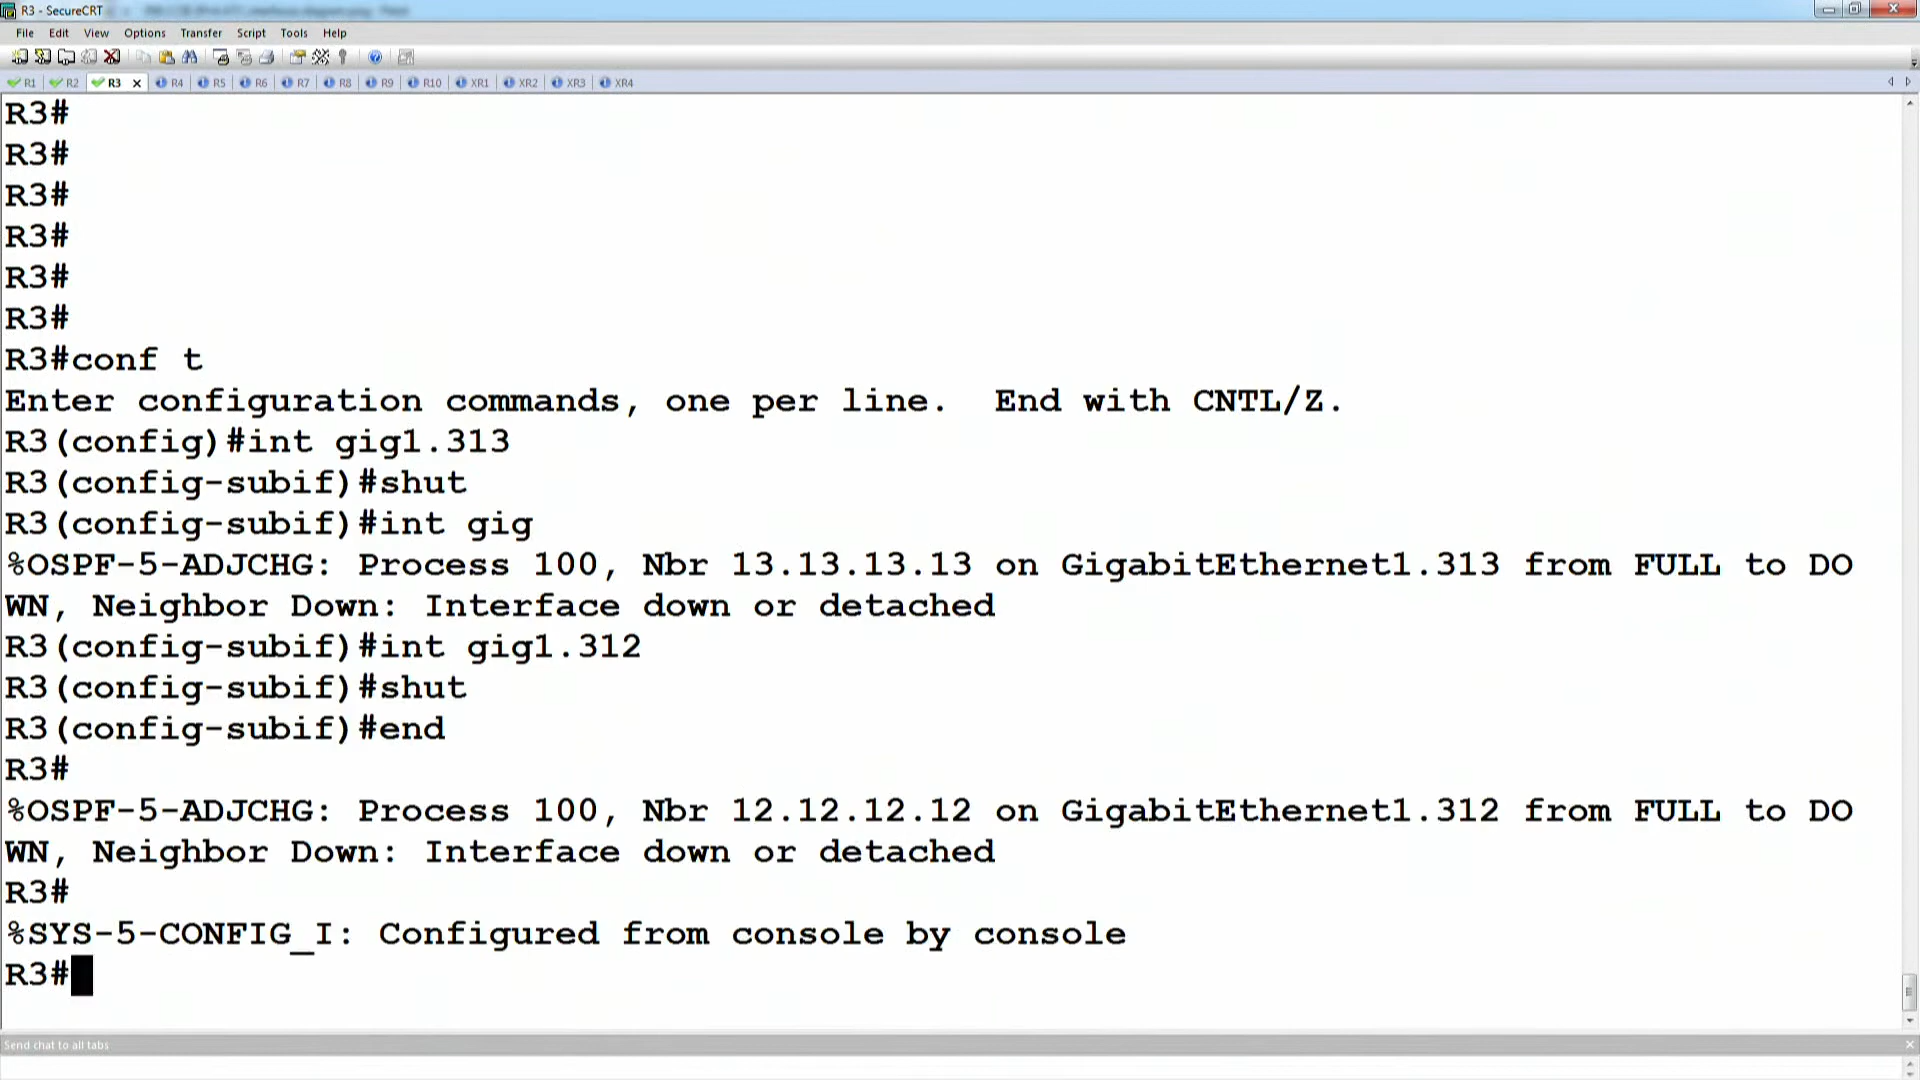 R3 - SecureCRT
File Edit View Options Transfer Script Tools Help
R1 R2 R3 R4 R5 R6 R7 R8 R9 R10 XR1 XR2 XR3 XR4
R3#
R3#
R3#
R3#
R3#
R3#
R3#conf t
Enter configuration commands, one per line.  End with CNTL/Z.
R3(config)#int gig1.313
R3(config-subif)#shut
R3(config-subif)#int gig
%OSPF-5-ADJCHG: Process 100, Nbr 13.13.13.13 on GigabitEthernet1.313 from FULL to DO
WN, Neighbor Down: Interface down or detached
R3(config-subif)#int gig1.312
R3(config-subif)#shut
R3(config-subif)#end
R3#
%OSPF-5-ADJCHG: Process 100, Nbr 12.12.12.12 on GigabitEthernet1.312 from FULL to DO
WN, Neighbor Down: Interface down or detached
R3#
%SYS-5-CONFIG_I: Configured from console by console
R3#
Send chat to all tabs